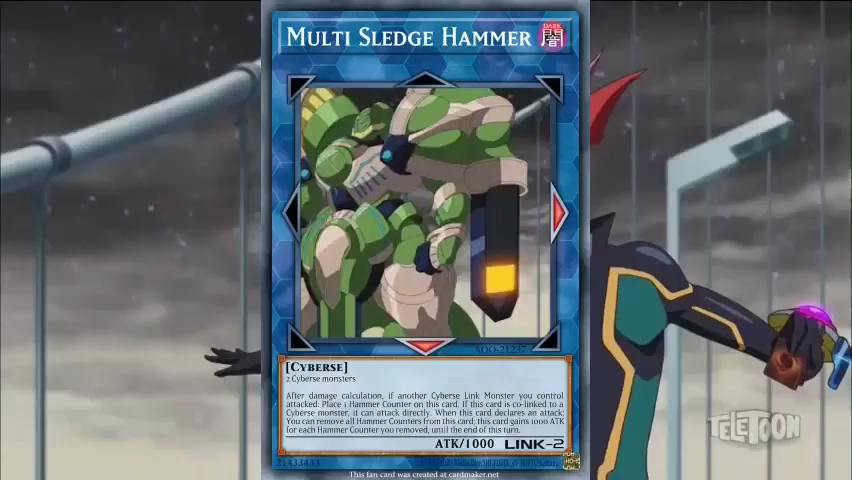 MULTI SLEDGE HAMMER
DARK
闇
[CYBERSE]
2 Cyberse monsters
After damage calculation, if another Cyberse Link Monster you control
attacked: Place 1 Hammer Counter on this card. If this card is co-linked to a
Cyberse monster, it can attack directly. When this card declares an attack:
You can remove all Hammer Counters from this card; this card gains 1000 ATK
for each Hammer Counter you removed, until the end of this turn.
ATK/1000 LINK-2
This fan card was created at cardmaker.net
TELETOON